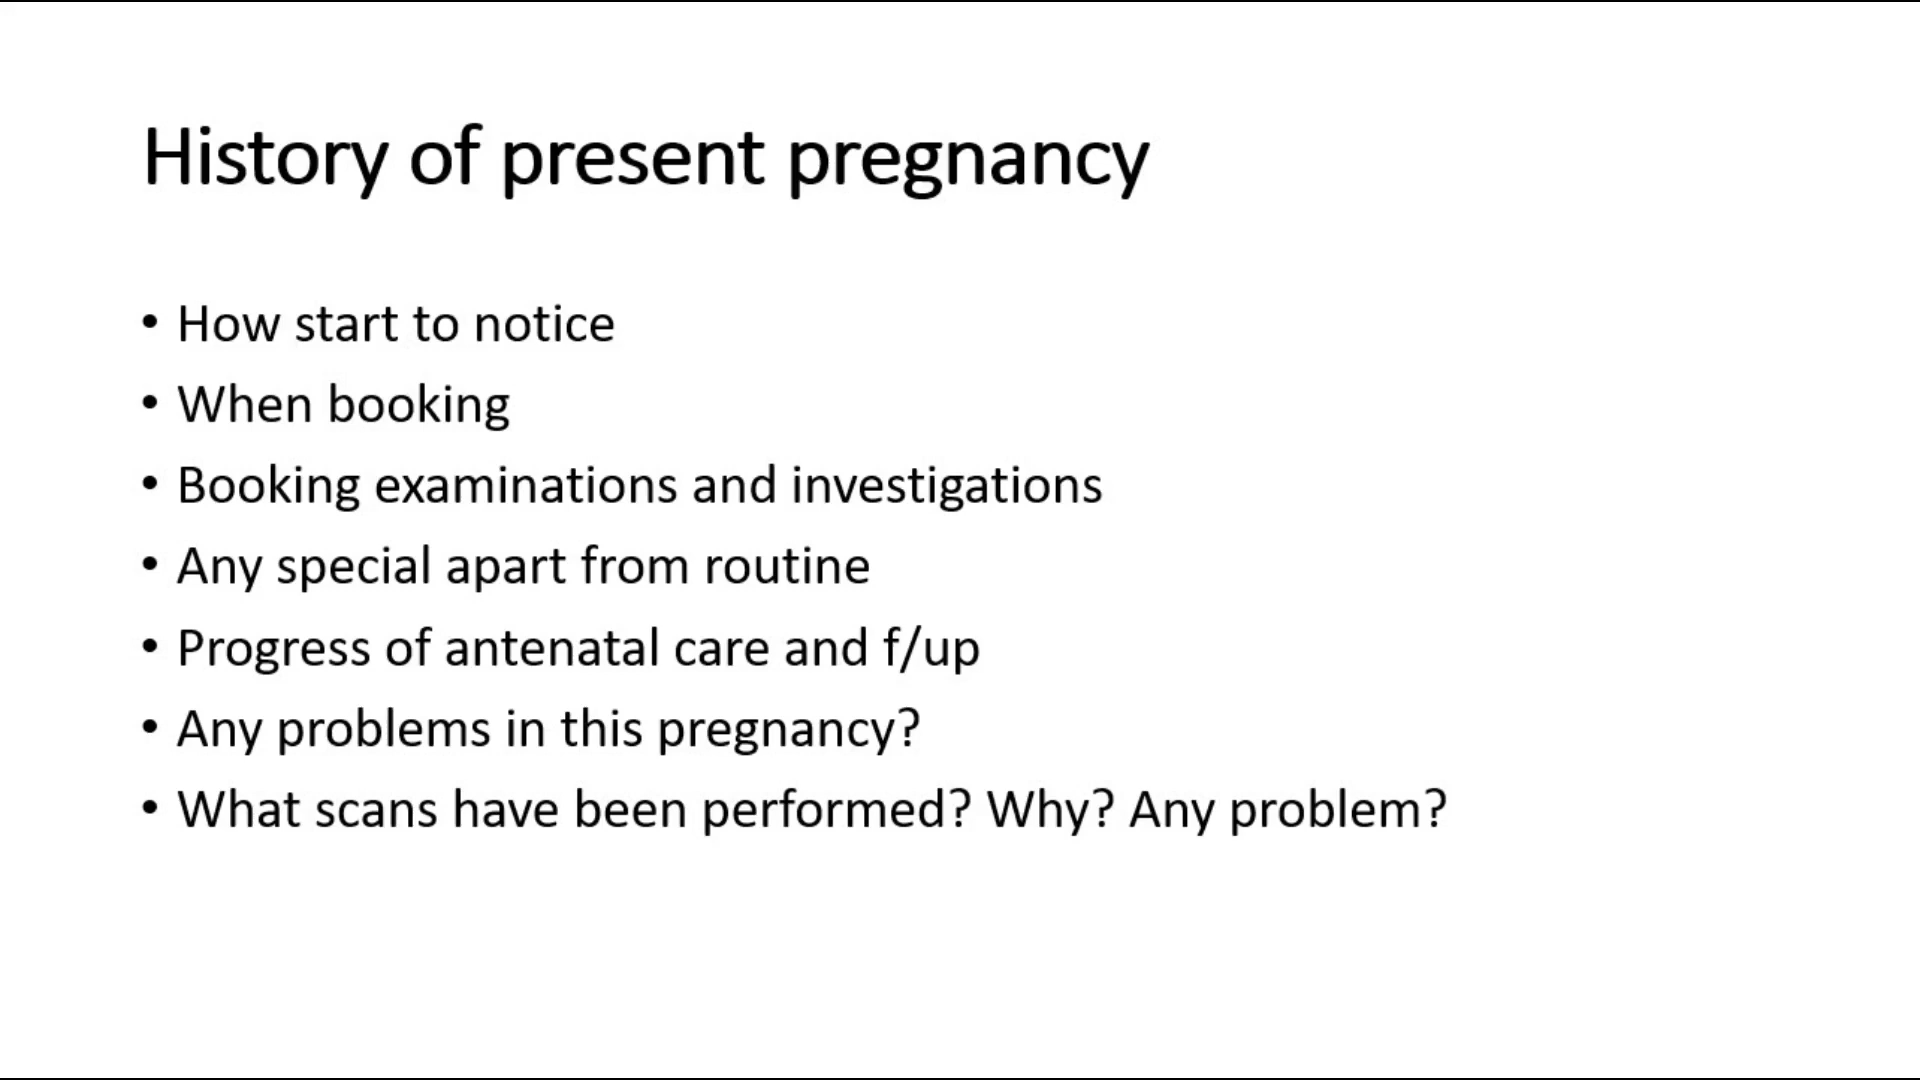 History of present pregnancy
• How start to notice
• When booking
• Booking examinations and investigations
• Any special apart from routine
• Progress of antenatal care and f/up
• Any problems in this pregnancy?
• What scans have been performed? Why? Any problem?